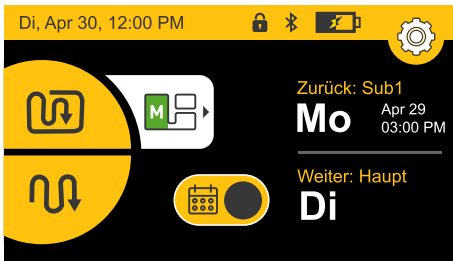 Di, Apr 30, 12:00 PM
M
Zurück: Sub1
Mo
Apr 29
03:00 PM
Weiter: Haupt
Di